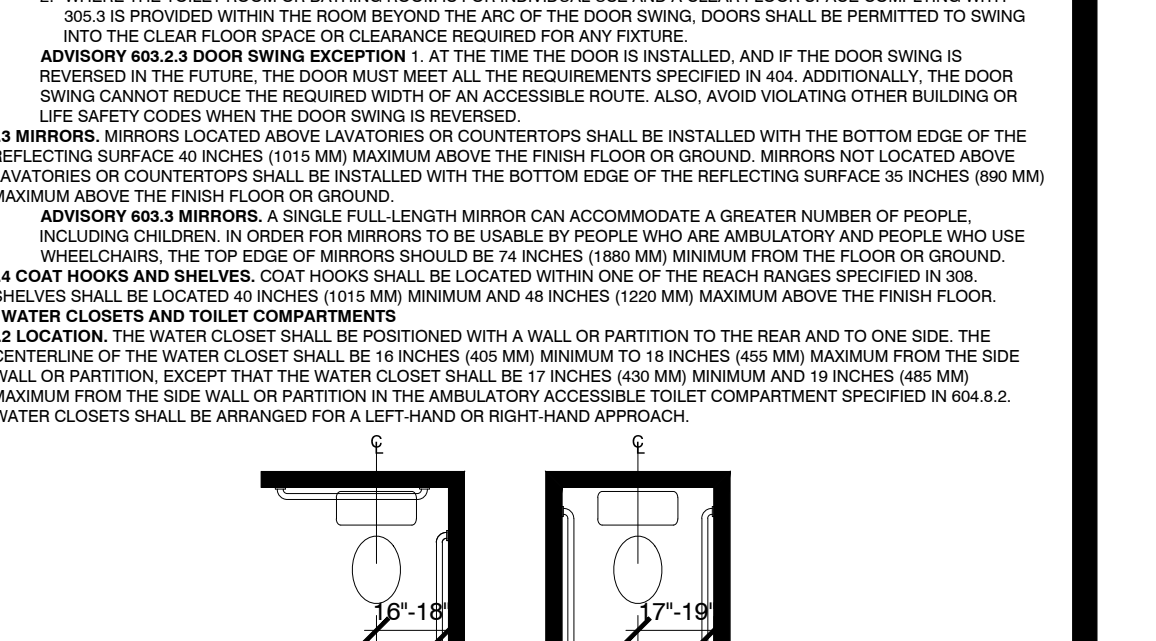 305.3 IS PROVIDED WITHIN THE ROOM BEYOND THE ARC OF THE DOOR SWING, DOORS SHALL BE PERMITTED TO SWING
INTO THE CLEAR FLOOR SPACE OR CLEARANCE REQUIRED FOR ANY FIXTURE.
ADVISORY 603.2.3 DOOR SWING EXCEPTION 1. AT THE TIME THE DOOR IS INSTALLED, AND IF THE DOOR SWING IS
REVERSED IN THE FUTURE, THE DOOR MUST MEET ALL THE REQUIREMENTS SPECIFIED IN 404. ADDITIONALLY, THE DOOR
SWING CANNOT REDUCE THE REQUIRED WIDTH OF AN ACCESSIBLE ROUTE. ALSO, AVOID VIOLATING OTHER BUILDING OR
LIFE SAFETY CODES WHEN THE DOOR SWING IS REVERSED.
.3 MIRRORS. MIRRORS LOCATED ABOVE LAVATORIES OR COUNTERTOPS SHALL BE INSTALLED WITH THE BOTTOM EDGE OF THE
REFLECTING SURFACE 40 INCHES (1015 MM) MAXIMUM ABOVE THE FINISH FLOOR OR GROUND. MIRRORS NOT LOCATED ABOVE
LAVATORIES OR COUNTERTOPS SHALL BE INSTALLED WITH THE BOTTOM EDGE OF THE REFLECTING SURFACE 35 INCHES (890 MM)
MAXIMUM ABOVE THE FINISH FLOOR OR GROUND.
ADVISORY 603.3 MIRRORS. A SINGLE FULL-LENGTH MIRROR CAN ACCOMMODATE A GREATER NUMBER OF PEOPLE,
INCLUDING CHILDREN. IN ORDER FOR MIRRORS TO BE USABLE BY PEOPLE WHO ARE AMBULATORY AND PEOPLE WHO USE
WHEELCHAIRS, THE TOP EDGE OF MIRRORS SHOULD BE 74 INCHES (1880 MM) MINIMUM FROM THE FLOOR OR GROUND.
.4 COAT HOOKS AND SHELVES. COAT HOOKS SHALL BE LOCATED WITHIN ONE OF THE REACH RANGES SPECIFIED IN 308.
SHELVES SHALL BE LOCATED 40 INCHES (1015 MM) MINIMUM AND 48 INCHES (1220 MM) MAXIMUM ABOVE THE FINISH FLOOR.
WATER CLOSETS AND TOILET COMPARTMENTS
.2 LOCATION. THE WATER CLOSET SHALL BE POSITIONED WITH A WALL OR PARTITION TO THE REAR AND TO ONE SIDE. THE
CENTERLINE OF THE WATER CLOSET SHALL BE 16 INCHES (405 MM) MINIMUM TO 18 INCHES (455 MM) MAXIMUM FROM THE SIDE
WALL OR PARTITION, EXCEPT THAT THE WATER CLOSET SHALL BE 17 INCHES (430 MM) MINIMUM AND 19 INCHES (485 MM)
MAXIMUM FROM THE SIDE WALL OR PARTITION IN THE AMBULATORY ACCESSIBLE TOILET COMPARTMENT SPECIFIED IN 604.8.2.
WATER CLOSETS SHALL BE ARRANGED FOR A LEFT-HAND OR RIGHT-HAND APPROACH.
℄ ℄
16"-18" 17"-19"